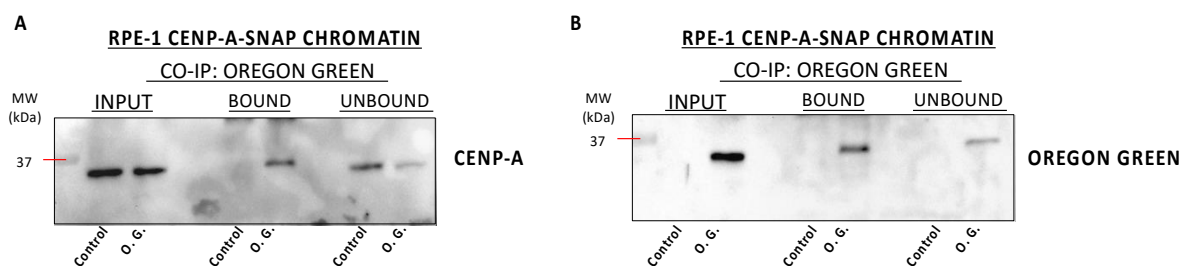 A
RPE-1 CENP-A-SNAP CHROMATIN
CO-IP: OREGON GREEN
MW
(kDa)
INPUT
BOUND
UNBOUND
37
CENP-A
Control
O. G.
Control
O. G.
Control
O. G.
B
RPE-1 CENP-A-SNAP CHROMATIN
CO-IP: OREGON GREEN
MW
(kDa)
INPUT
BOUND
UNBOUND
37
OREGON GREEN
Control
O. G.
Control
O. G.
Control
O. G.